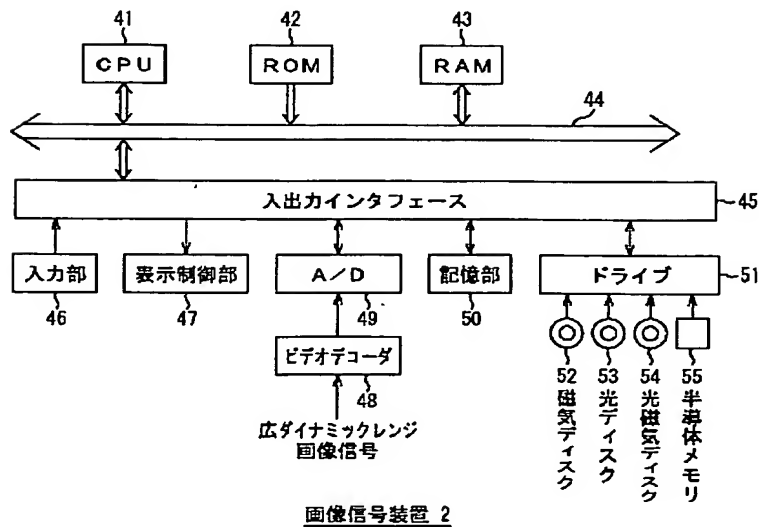 41
42
43
CPU
ROM
RAM
44
入出力インタフェース
45
入力部
表示制御部
A/D
記憶部
ドライブ
51
46
47
49
50
ビデオデコーダ
48
広ダイナミックレンジ
画像信号
52 磁気ディスク
53 光ディスク
54 光磁気ディスク
55 半導体メモリ
画像信号装置 2